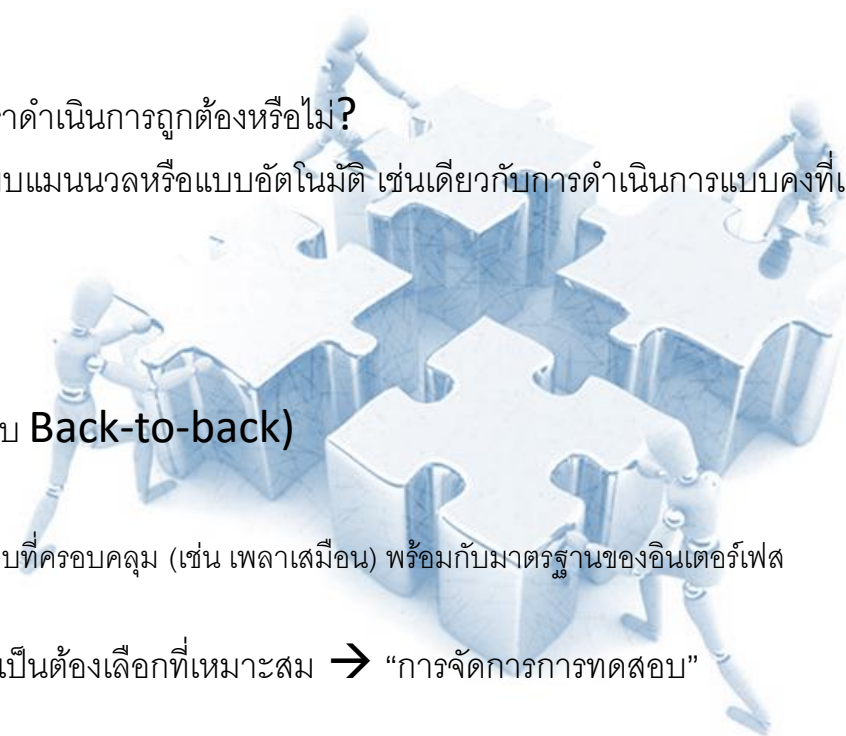 าดำเนินการถูกต้องหรือไม่?
บแมนนวลหรือแบบอัตโนมัติ เช่นเดียวกับการดำเนินการแบบคงที่เ
บ Back-to-back)
บที่ครอบคลุม (เช่น เพลาเสมือน) พร้อมกับมาตรฐานของอินเตอร์เฟส
เป็นต้องเลือกที่เหมาะสม → “การจัดการการทดสอบ”